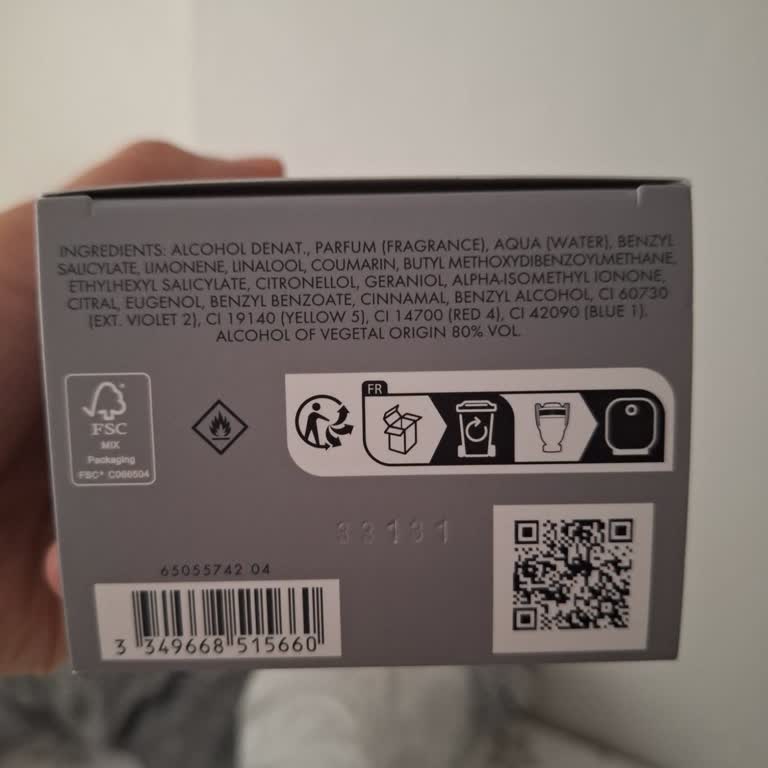 INGREDIENTS: ALCOHOL DENAT., PARFUM (FRAGRANCE), AQUA (WATER), BENZYL
SALICYLATE, LIMONENE, LINALOOL, COUMARIN, BUTYL METHOXYDIBENZOYLMETHANE,
ETHYLHEXYL SALICYLATE, CITRONELLOL, GERANIOL, ALPHA-ISOMETHYL IONONE,
CITRAL, EUGENOL, BENZYL BENZOATE, CINNAMAL, BENZYL ALCOHOL, CI 60730
(EXT. VIOLET 2), CI 19140 (YELLOW 5), CI 14700 (RED 4), CI 42090 (BLUE 1).
ALCOHOL OF VEGETAL ORIGIN 80% VOL.
FSC
MIX
Packaging
FSC® C066504
FR
65055742 04
3 349668 515660